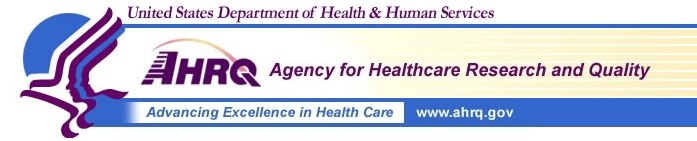 United States Department of Health & Human Services
AHRQ Agency for Healthcare Research and Quality
Advancing Excellence in Health Care www.ahrq.gov